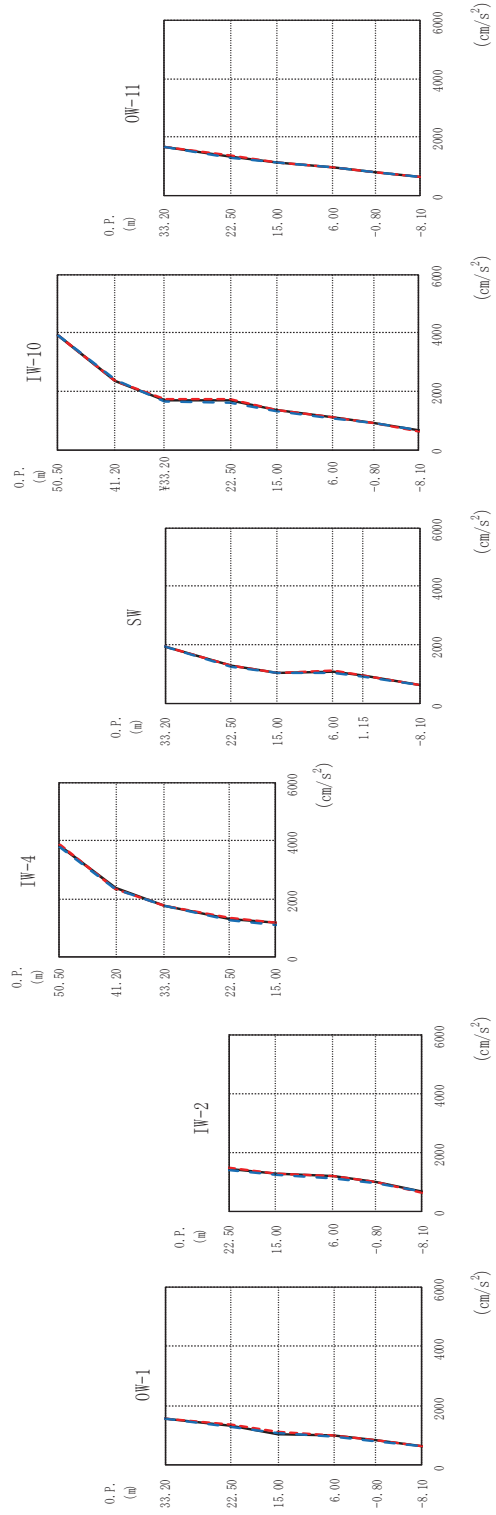 OW-1
O.P.
(m)
33.20
22.50
15.00
6.00
-0.80
-8.10
0
2000
4000
6000
(cm/s²)
IW-2
O.P.
(m)
22.50
15.00
6.00
-0.80
-8.10
0
2000
4000
6000
(cm/s²)
IW-4
O.P.
(m)
50.50
41.20
33.20
22.50
15.00
0
2000
4000
6000
(cm/s²)
SW
O.P.
(m)
33.20
22.50
15.00
6.00
1.15
-8.10
0
2000
4000
6000
(cm/s²)
IW-10
O.P.
(m)
50.50
41.20
¥33.20
22.50
15.00
6.00
-0.80
-8.10
0
2000
4000
6000
(cm/s²)
OW-11
O.P.
(m)
33.20
22.50
15.00
6.00
-0.80
-8.10
0
2000
4000
6000
(cm/s²)